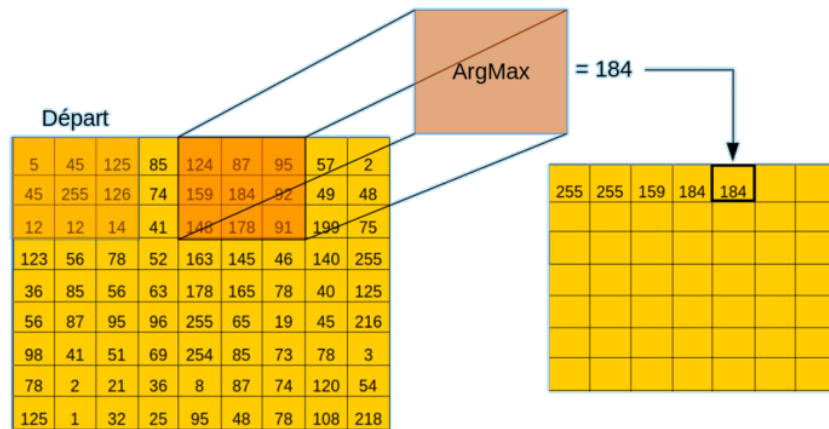 ArgMax = 184
Départ
5 45 125 85 124 87 95 57 2
45 255 126 74 159 184 92 49 48
12 12 14 41 148 178 91 199 75
123 56 78 52 163 145 46 140 255
36 85 56 63 178 165 78 40 125
56 87 95 96 255 65 19 45 216
98 41 51 69 254 85 73 78 3
78 2 21 36 8 87 74 120 54
125 1 32 25 95 48 78 108 218
255 255 159 184 184